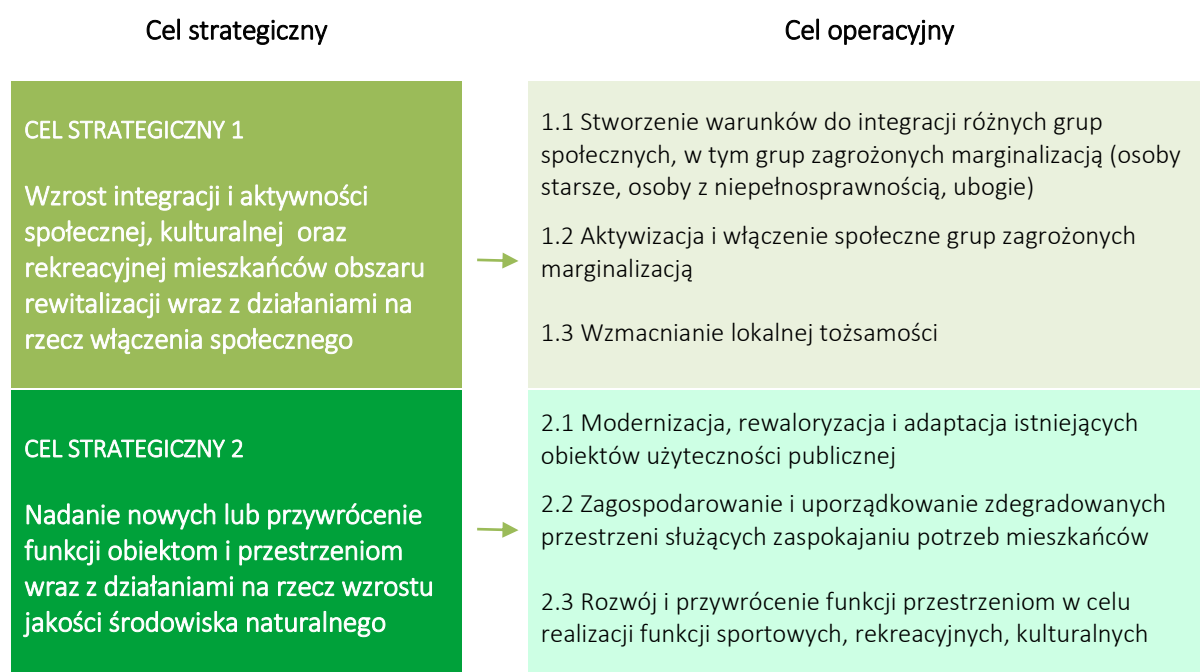 Cel strategiczny
Cel operacyjny
CEL STRATEGICZNY 1
Wzrost integracji i aktywności
społecznej, kulturalnej oraz
rekreacyjnej mieszkańców obszaru
rewitalizacji wraz z działaniami na
rzecz włączenia społecznego
1.1 Stworzenie warunków do integracji różnych grup
społecznych, w tym grup zagrożonych marginalizacją (osoby
starsze, osoby z niepełnosprawnością, ubogie)
1.2 Aktywizacja i włączenie społeczne grup zagrożonych
marginalizacją
1.3 Wzmacnianie lokalnej tożsamości
CEL STRATEGICZNY 2
Nadanie nowych lub przywrócenie
funkcji obiektom i przestrzeniom
wraz z działaniami na rzecz wzrostu
jakości środowiska naturalnego
2.1 Modernizacja, rewaloryzacja i adaptacja istniejących
obiektów użyteczności publicznej
2.2 Zagospodarowanie i uporządkowanie zdegradowanych
przestrzeni służących zaspokajaniu potrzeb mieszkańców
2.3 Rozwój i przywrócenie funkcji przestrzeniom w celu
realizacji funkcji sportowych, rekreacyjnych, kulturalnych